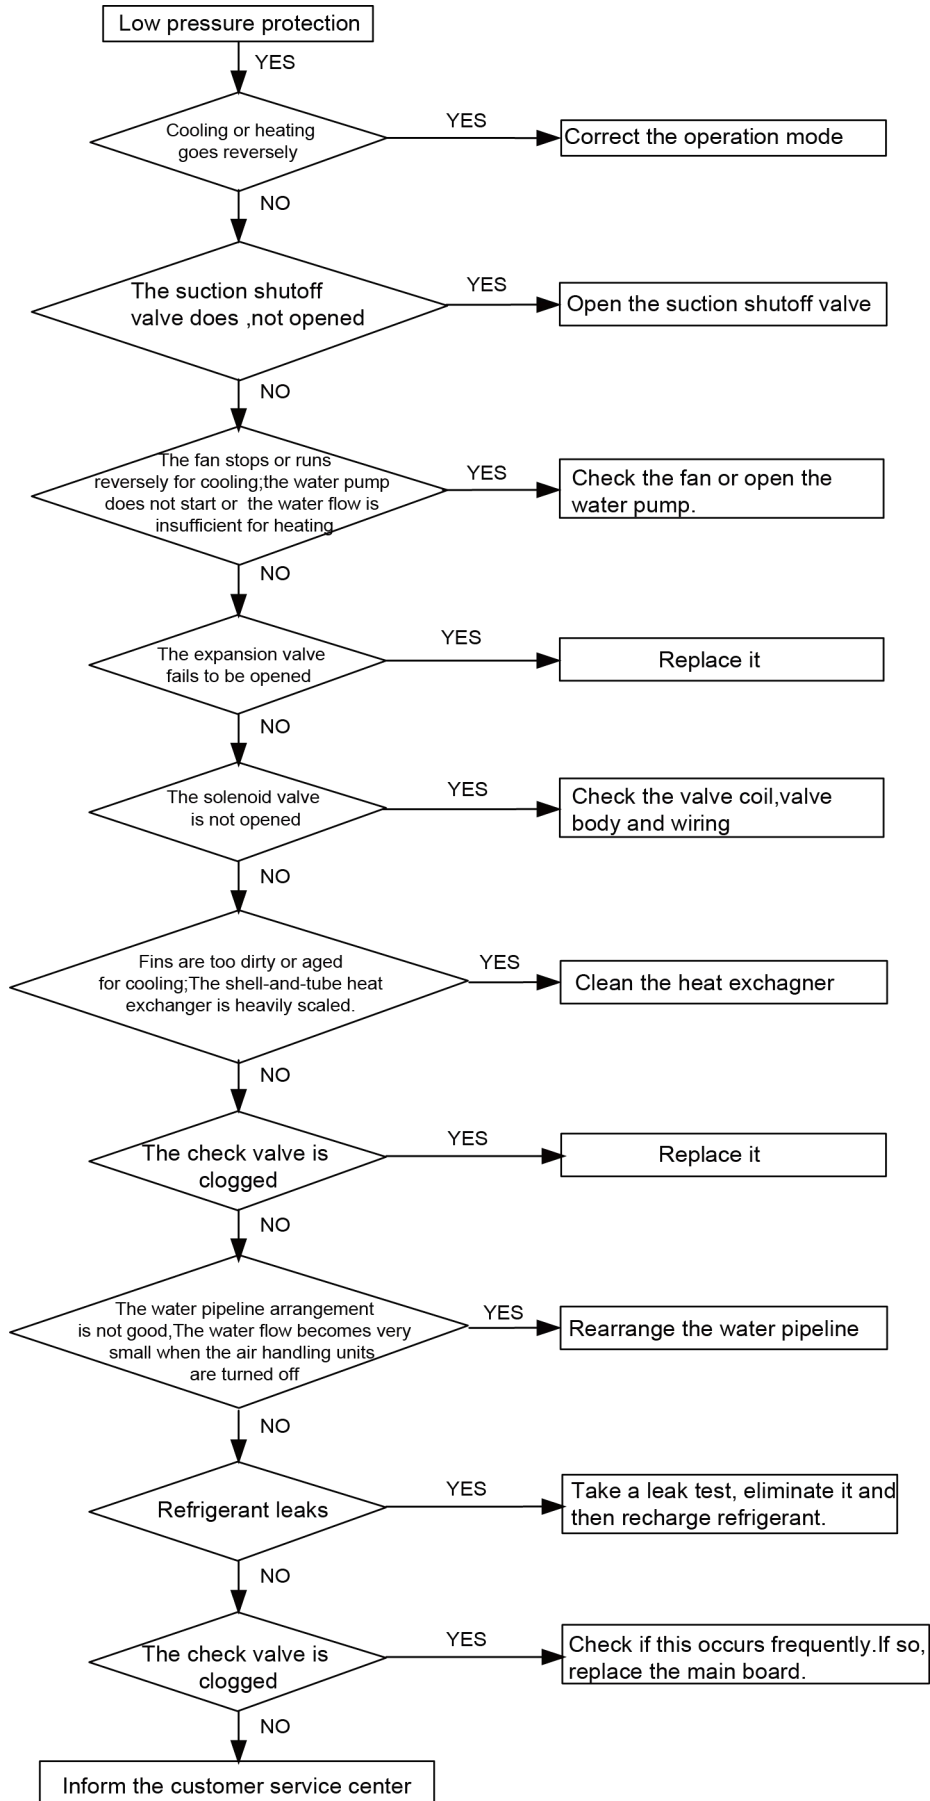 Low pressure protection
YES
Cooling or heating
goes reversely
YES
Correct the operation mode
NO
The suction shutoff
valve does ,not opened
YES
Open the suction shutoff valve
NO
The fan stops or runs
reversely for cooling;the water pump
does not start or the water flow is
insufficient for heating
YES
Check the fan or open the
water pump.
NO
The expansion valve
fails to be opened
YES
Replace it
NO
The solenoid valve
is not opened
YES
Check the valve coil,valve
body and wiring
NO
Fins are too dirty or aged
for cooling;The shell-and-tube heat
exchanger is heavily scaled.
YES
Clean the heat exchagner
NO
The check valve is
clogged
YES
Replace it
NO
The water pipeline arrangement
is not good,The water flow becomes very
small when the air handling units
are turned off
YES
Rearrange the water pipeline
NO
Refrigerant leaks
YES
Take a leak test, eliminate it and
then recharge refrigerant.
NO
The check valve is
clogged
YES
Check if this occurs frequently.If so,
replace the main board.
NO
Inform the customer service center